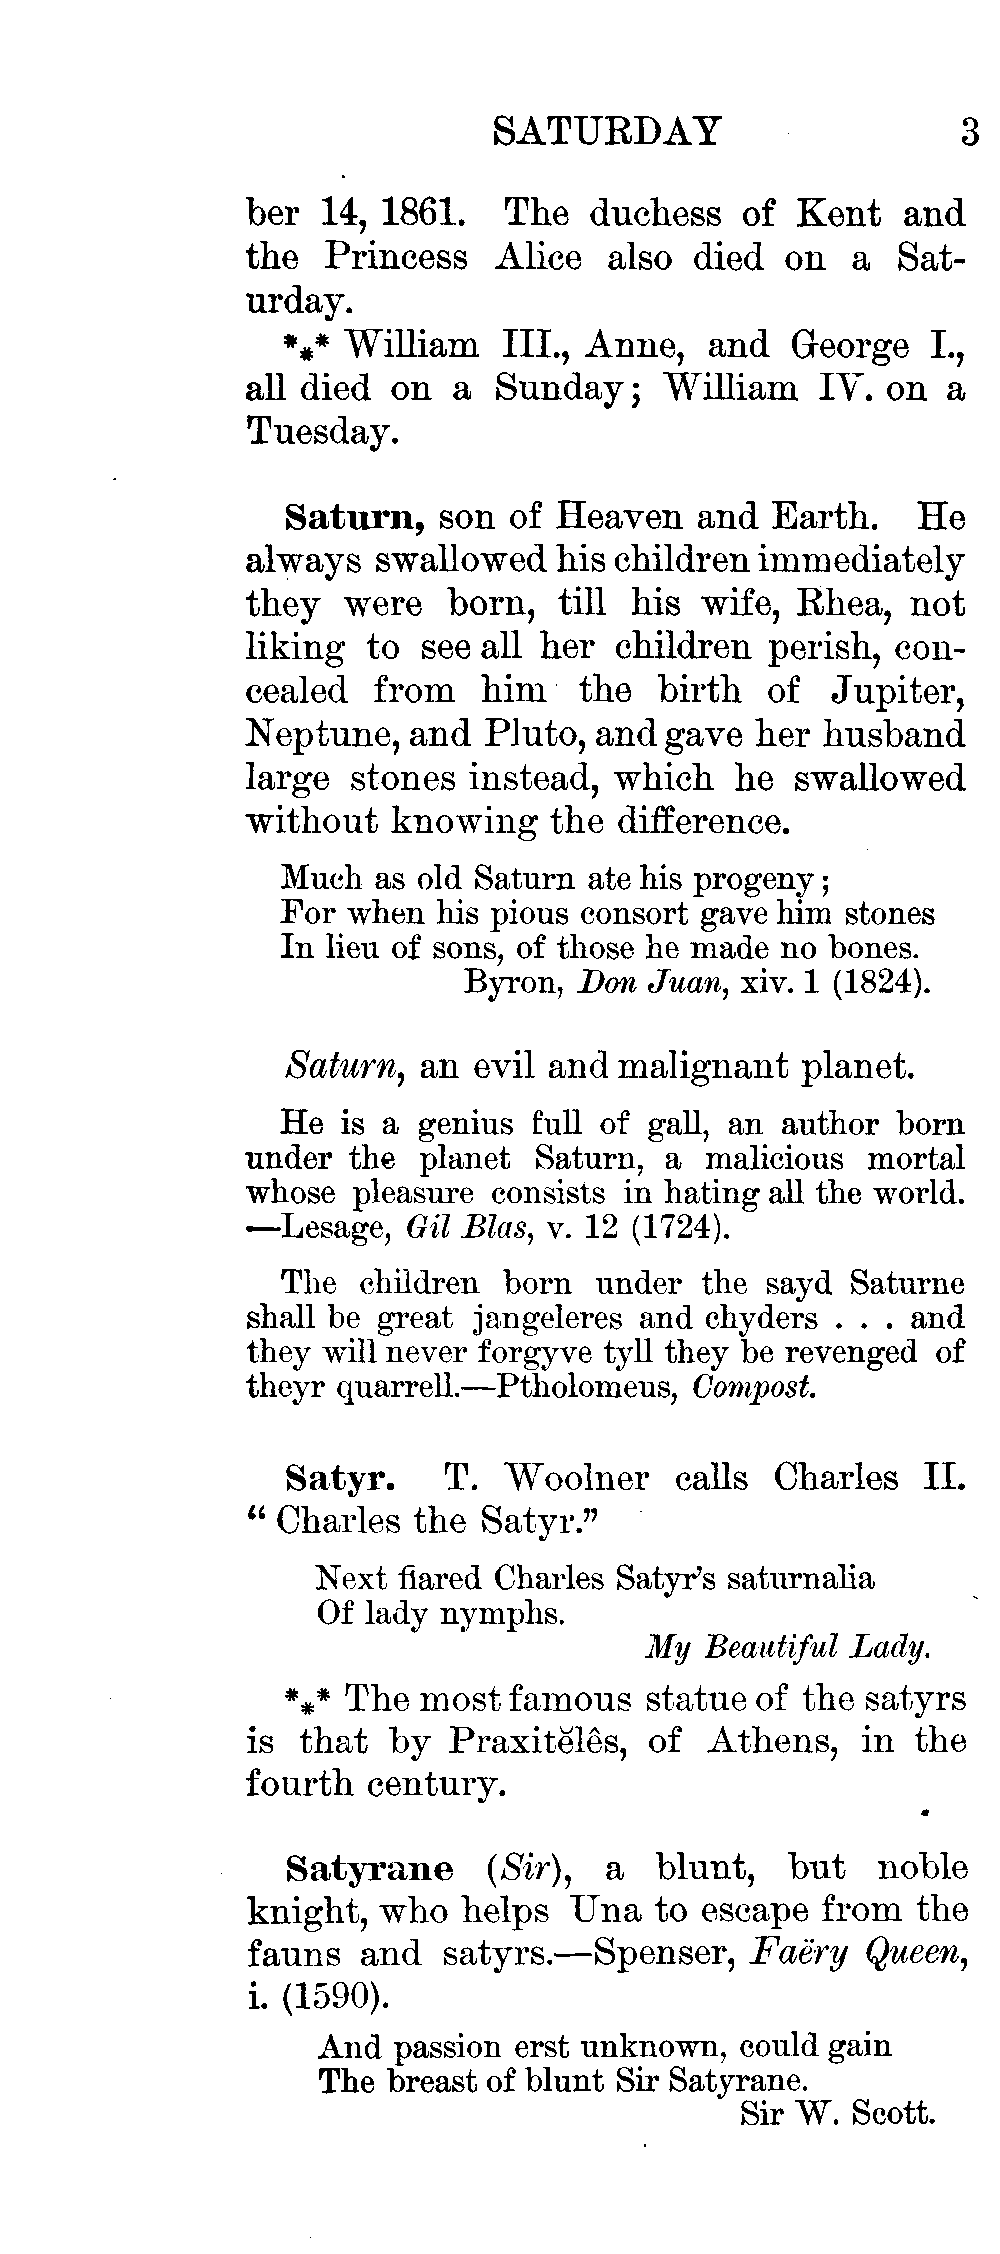 SATURDAY 3
ber 14, 1861. The duchess of Kent and
the Princess Alice also died on a Sat-
urday.
*⁎* William III., Anne, and George I.,
all died on a Sunday; William IV. on a
Tuesday.
Saturn, son of Heaven and Earth. He
always swallowed his children immediately
they were born, till his wife, Rhea, not
liking to see all her children perish, con-
cealed from him the birth of Jupiter,
Neptune, and Pluto, and gave her husband
large stones instead, which he swallowed
without knowing the difference.
Much as old Saturn ate his progeny;
For when his pious consort gave him stones
In lieu of sons, of those he made no bones.
Byron, Don Juan, xiv. 1 (1824).
Saturn, an evil and malignant planet.
He is a genius full of gall, an author born
under the planet Saturn, a malicious mortal
whose pleasure consists in hating all the world.
—Lesage, Gil Blas, v. 12 (1724).
The children born under the sayd Saturne
shall be great jangeleres and chyders . . . and
they will never forgyve tyll they be revenged of
theyr quarrell.—Ptholomeus, Compost.
Satyr. T. Woolner calls Charles II.
"Charles the Satyr."
Next flared Charles Satyr's saturnalia
Of lady nymphs.
My Beautiful Lady.
*⁎* The most famous statue of the satyrs
is that by Praxitĕlês, of Athens, in the
fourth century.
Satyrane (Sir), a blunt, but noble
knight, who helps Una to escape from the
fauns and satyrs.—Spenser, Faëry Queen,
i. (1590).
And passion erst unknown, could gain
The breast of blunt Sir Satyrane.
Sir W. Scott.